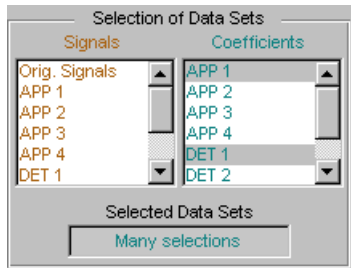 Selection of Data Sets
Signals
Coefficients
Orig. Signals
APP 1
APP 2
APP 3
APP 4
DET 1
APP 1
APP 2
APP 3
APP 4
DET 1
DET 2
Selected Data Sets
Many selections